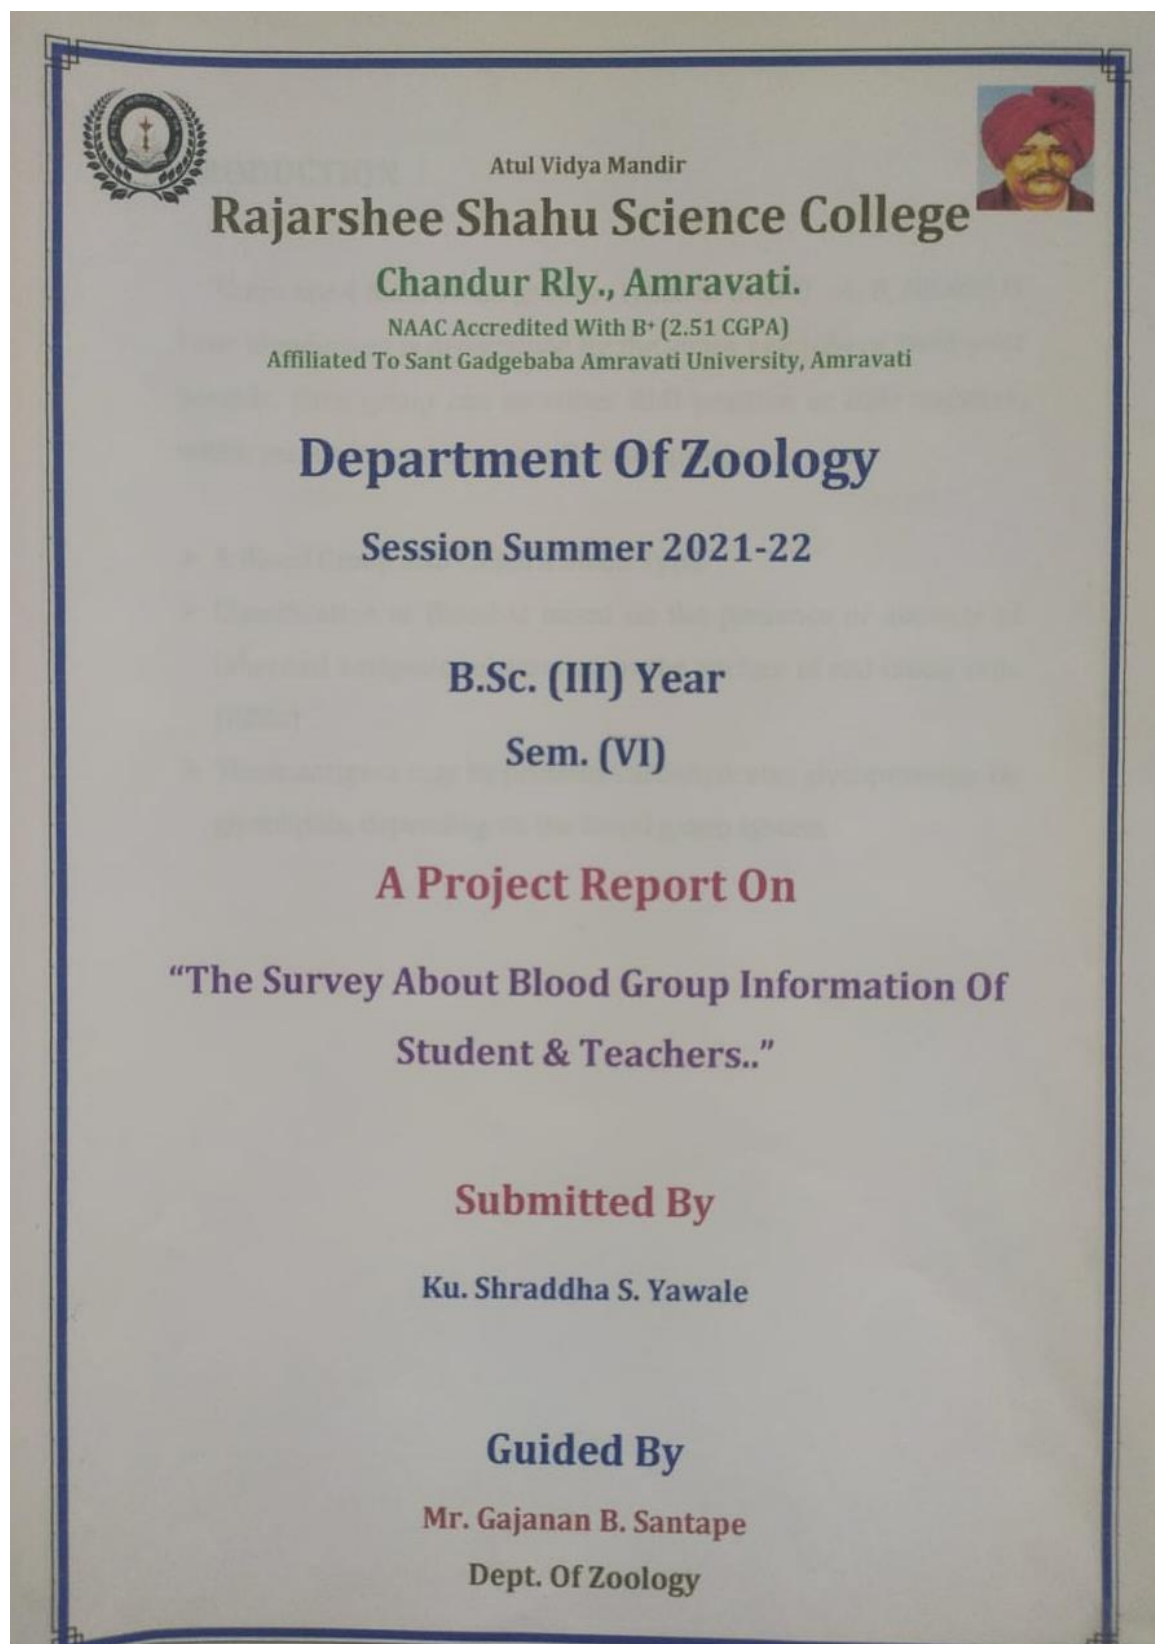 Atul Vidya Mandir
Rajarshee Shahu Science College
Chandur Rly., Amravati.
NAAC Accredited With B⁺ (2.51 CGPA)
Affiliated To Sant Gadgebaba Amravati University, Amravati
Department Of Zoology
Session Summer 2021-22
B.Sc. (III) Year
Sem. (VI)
A Project Report On
“The Survey About Blood Group Information Of
Student & Teachers..”
Submitted By
Ku. Shraddha S. Yawale
Guided By
Mr. Gajanan B. Santape
Dept. Of Zoology